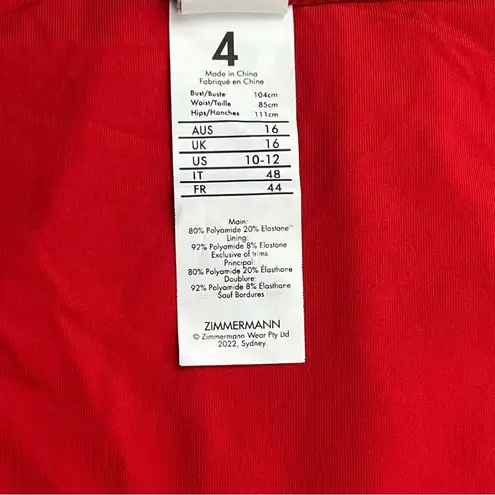 4
Made in China
Fabriqué en Chine
Bust/Buste 104cm
Waist/Taille 85cm
Hips/Hanches 111cm
AUS 16
UK 16
US 10-12
IT 48
FR 44
Main:
80% Polyamide 20% Elastane
Lining:
92% Polyamide 8% Elastane
Exclusive of trims
Principal:
80% Polyamide 20% Élasthane
Doublure:
92% Polyamide 8% Élasthane
Sauf Bordures
ZIMMERMANN
© Zimmermann Wear Pty Ltd
2022, Sydney.